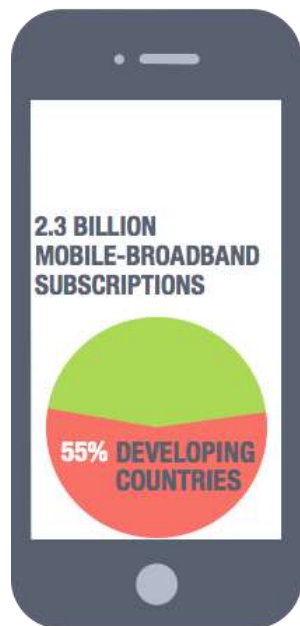 2.3 BILLION
MOBILE-BROADBAND
SUBSCRIPTIONS
55% DEVELOPING
COUNTRIES